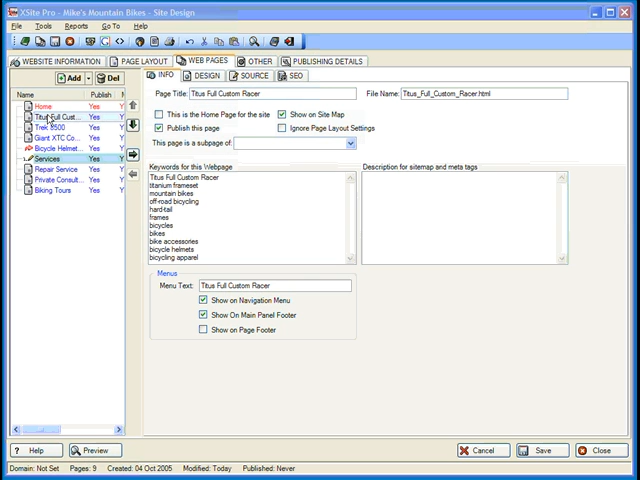 XSite Pro - Mike's Mountain Bikes - Site Design
File Tools Reports Go To Help
WEBSITE INFORMATION PAGE LAYOUT WEB PAGES OTHER PUBLISHING DETAILS
Add Del
INFO DESIGN SOURCE SEO
Name Publish
Page Title: Titus Full Custom Racer File Name: Titus_Full_Custom_Racer.html
Home Yes Y
Titus Full Cust... Yes Y
Trek 8500 Yes Y
Giant XTC Co... Yes Y
Bicycle Helmet... Yes Y
Services Yes Y
Repair Service Yes Y
Private Consult... Yes Y
Biking Tours Yes Y
This is the Home Page for the site Show on Site Map
Publish this page Ignore Page Layout Settings
This page is a subpage of:
Keywords for this Webpage Description for sitemap and meta tags
Titus Full Custom Racer
titanium frameset
mountain bikes
off-road bicycling
hard-tail
frames
bicycles
bikes
bike accessories
bicycle helmets
bicycling apparel
Menus
Menu Text: Titus Full Custom Racer
Show on Navigation Menu
Show On Main Panel Footer
Show on Page Footer
? Help Preview Cancel Save Close
Domain: Not Set Pages: 9 Created: 04 Oct 2005 Modified: Today Published: Never